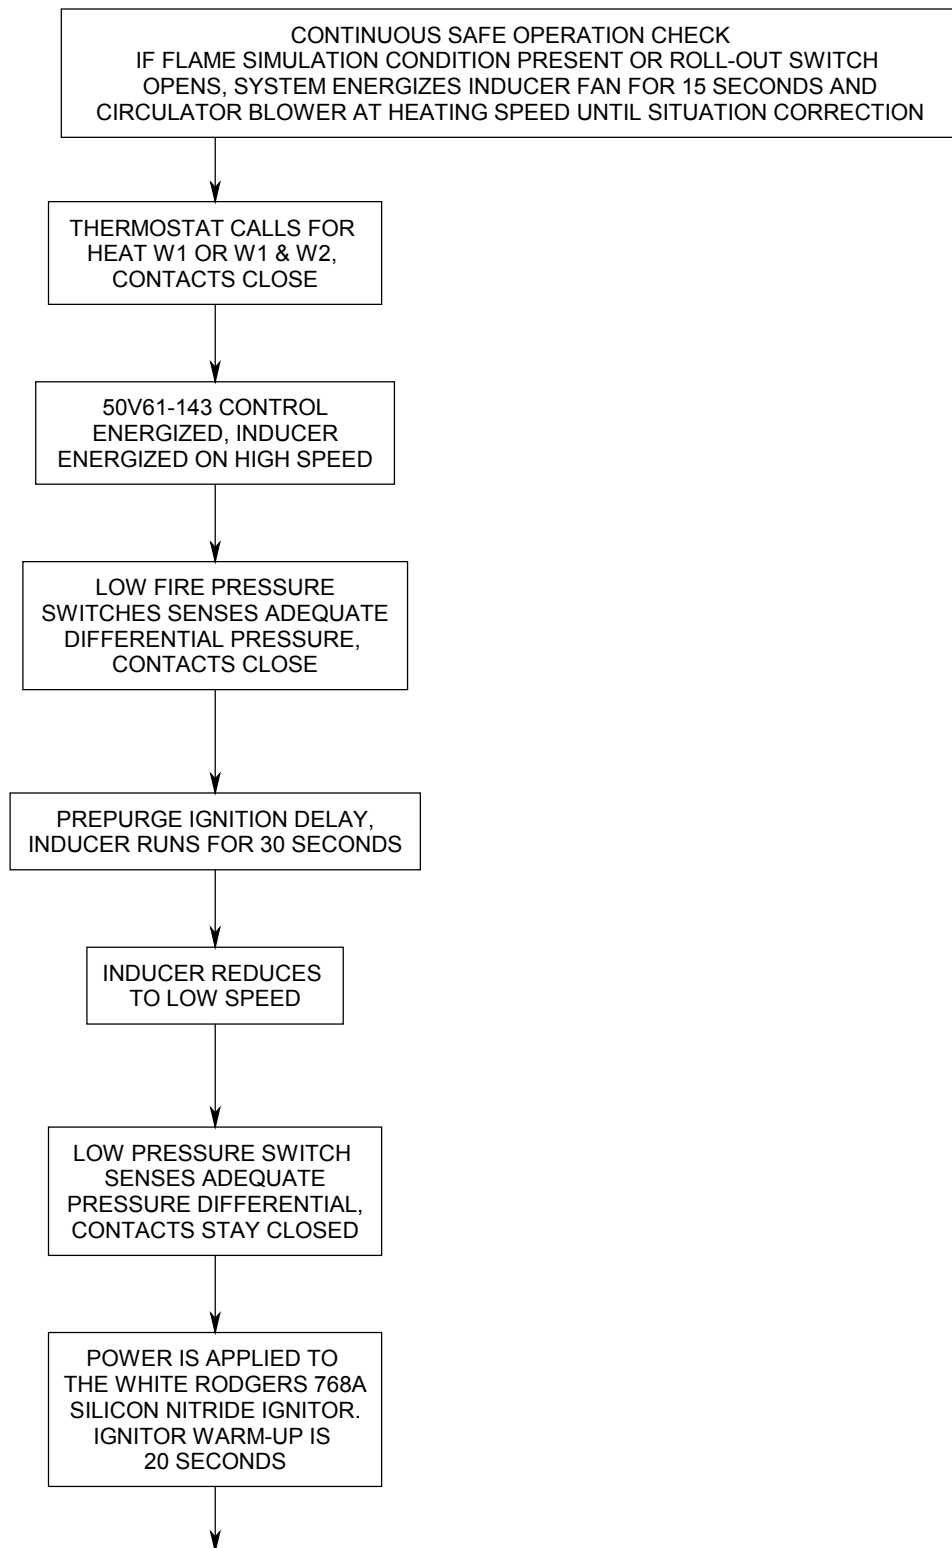 CONTINUOUS SAFE OPERATION CHECK
IF FLAME SIMULATION CONDITION PRESENT OR ROLL-OUT SWITCH
OPENS, SYSTEM ENERGIZES INDUCER FAN FOR 15 SECONDS AND
CIRCULATOR BLOWER AT HEATING SPEED UNTIL SITUATION CORRECTION
THERMOSTAT CALLS FOR
HEAT W1 OR W1 & W2,
CONTACTS CLOSE
50V61-143 CONTROL
ENERGIZED, INDUCER
ENERGIZED ON HIGH SPEED
LOW FIRE PRESSURE
SWITCHES SENSES ADEQUATE
DIFFERENTIAL PRESSURE,
CONTACTS CLOSE
PREPURGE IGNITION DELAY,
INDUCER RUNS FOR 30 SECONDS
INDUCER REDUCES
TO LOW SPEED
LOW PRESSURE SWITCH
SENSES ADEQUATE
PRESSURE DIFFERENTIAL,
CONTACTS STAY CLOSED
POWER IS APPLIED TO
THE WHITE RODGERS 768A
SILICON NITRIDE IGNITOR.
IGNITOR WARM-UP IS
20 SECONDS